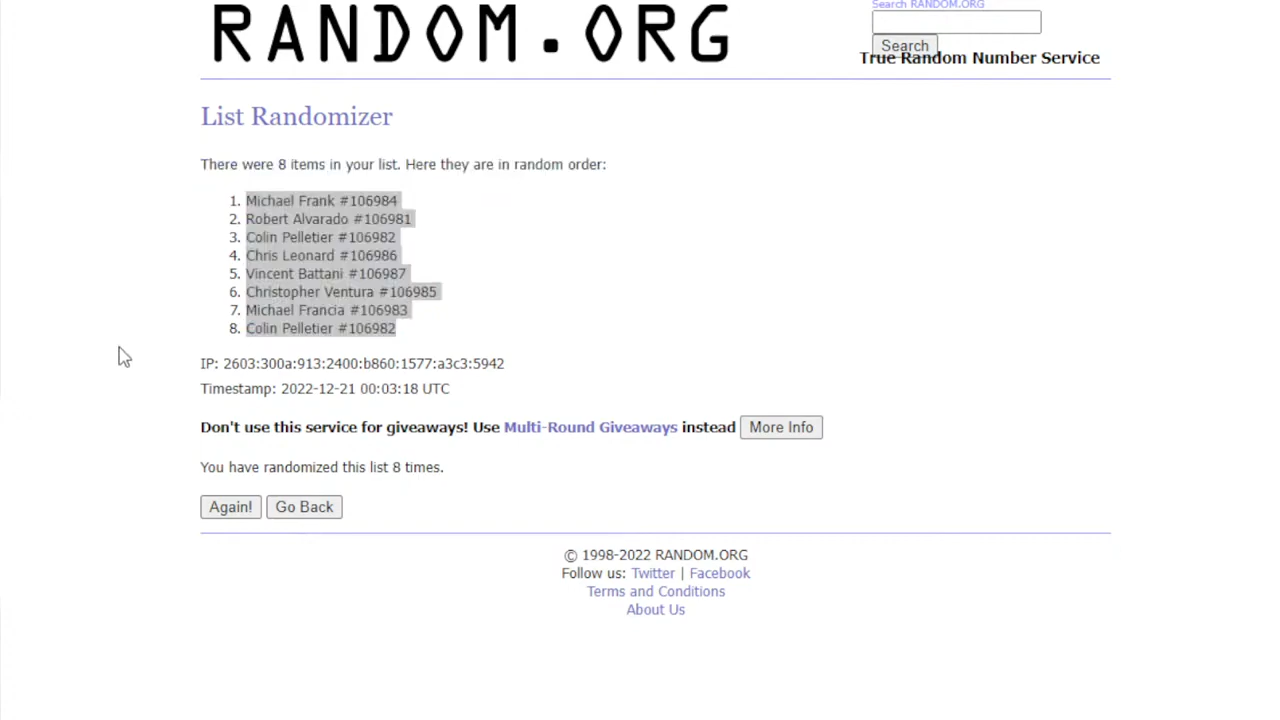 RANDOM.ORG
Search RANDOM.ORG
Search
True Random Number Service
List Randomizer
There were 8 items in your list. Here they are in random order:
1. Michael Frank #106984
2. Robert Alvarado #106981
3. Colin Pelletier #106982
4. Chris Leonard #106986
5. Vincent Battani #106987
6. Christopher Ventura #106985
7. Michael Francia #106983
8. Colin Pelletier #106982
IP: 2603:300a:913:2400:b860:1577:a3c3:5942
Timestamp: 2022-12-21 00:03:18 UTC
Don't use this service for giveaways! Use Multi-Round Giveaways instead More Info
You have randomized this list 8 times.
Again! Go Back
© 1998-2022 RANDOM.ORG
Follow us: Twitter | Facebook
Terms and Conditions
About Us